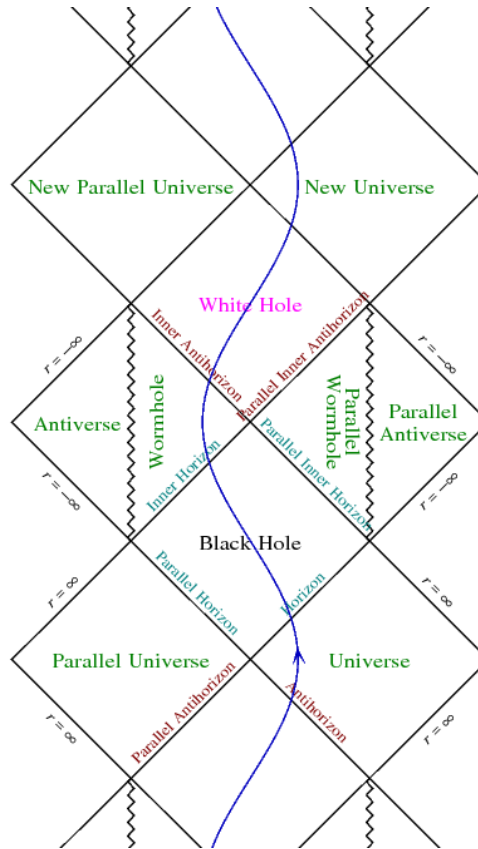 New Parallel Universe
New Universe
White Hole
Inner Antihorizon
Parallel Inner Antihorizon
r = −∞
r = −∞
Antiverse
Wormhole
Parallel
Wormhole
Parallel
Antiverse
r = −∞
r = −∞
Inner Horizon
Parallel Inner Horizon
Black Hole
r = ∞
Parallel Horizon
Horizon
r = ∞
Parallel Universe
Universe
r = ∞
Parallel Antihorizon
Antihorizon
r = ∞